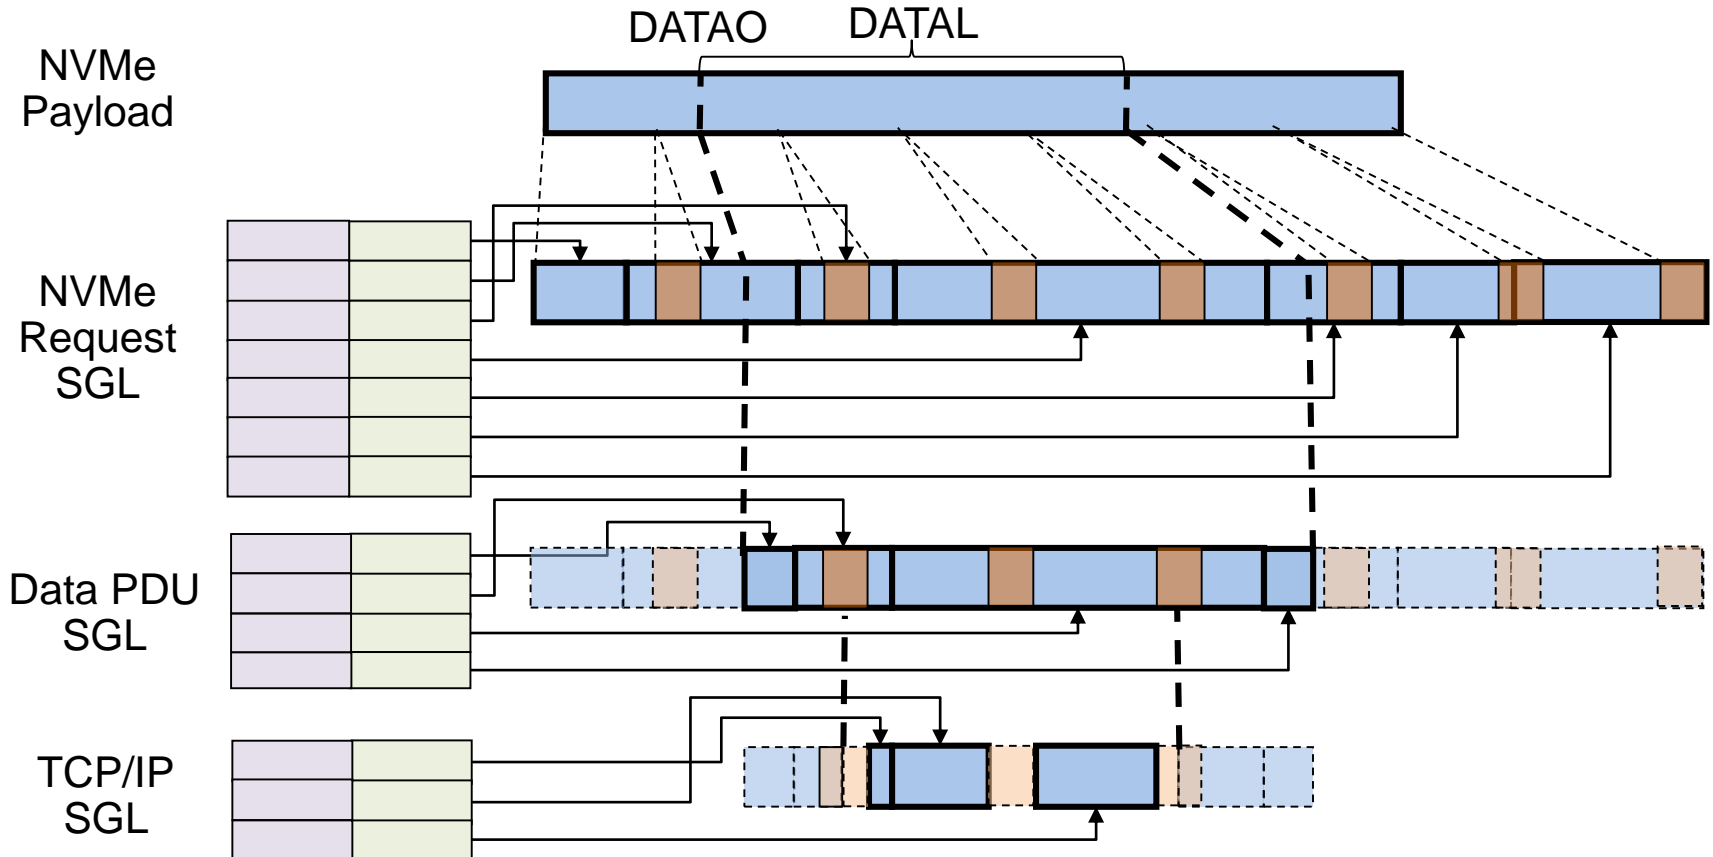 DATAO
DATAL
NVMe
Payload
NVMe
Request
SGL
Data PDU
SGL
TCP/IP
SGL